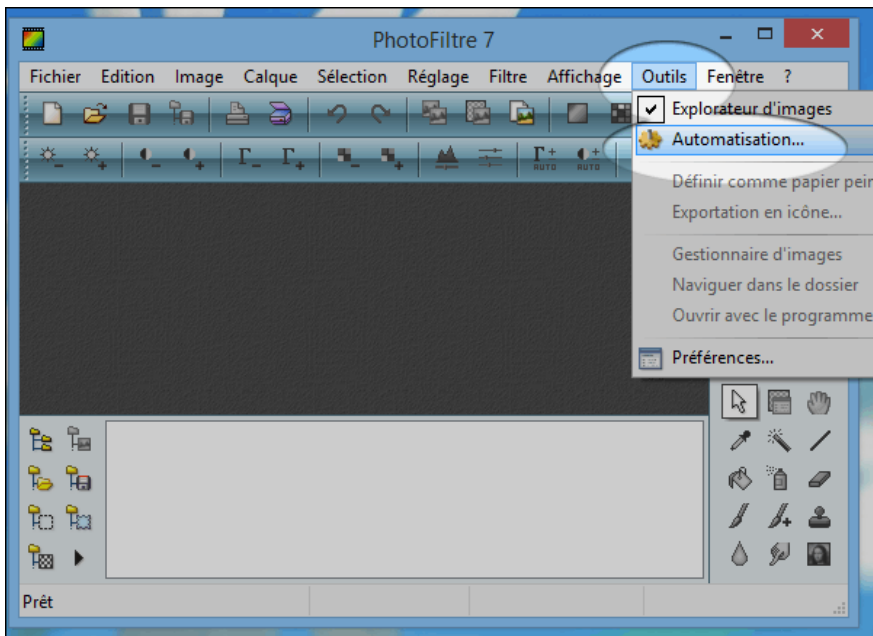 PhotoFiltre 7
Fichier Edition Image Calque Sélection Réglage Filtre Affichage Outils Fenêtre ?
Explorateur d'images
Automatisation...
Définir comme papier pein
Exportation en icône...
Gestionnaire d'images
Naviguer dans le dossier
Ouvrir avec le programme
Préférences...
AUTO AUTO
Prêt